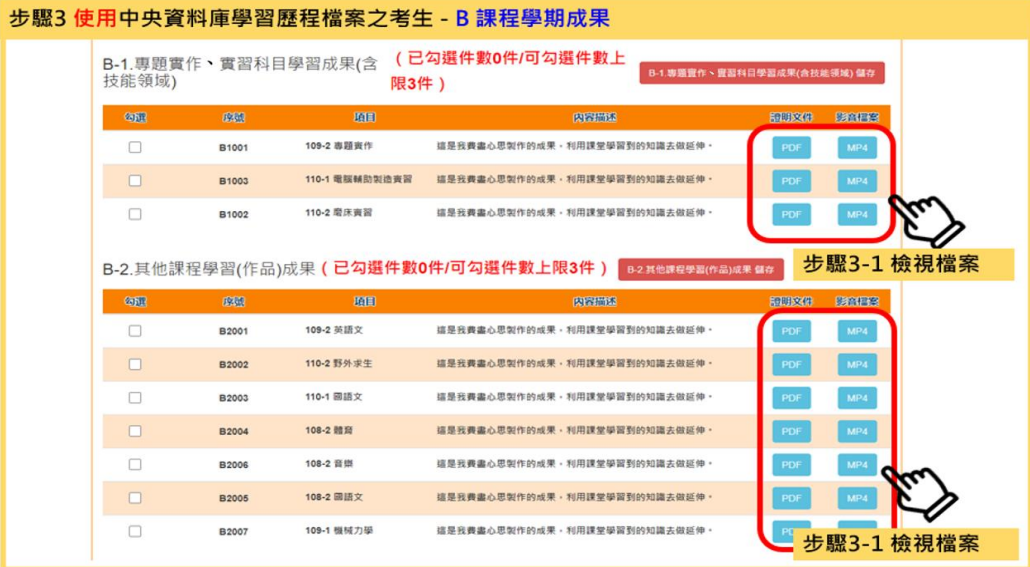 步驟3 使用中央資料庫學習歷程檔案之考生 - B 課程學期成果
B-1.專題實作、實習科目學習成果(含技能領域)
(已勾選件數0件/可勾選件數上限3件)
B-1.專題實作、實習科目學習成果(含技能領域) 儲存
勾選 序號 項目 內容描述 證明文件 影音檔案
B1001 109-2 專題實作 這是我費盡心思製作的成果，利用課堂學習到的知識去做延伸。 PDF MP4
B1003 110-1 電腦輔助製造實習 這是我費盡心思製作的成果，利用課堂學習到的知識去做延伸。 PDF MP4
B1002 110-2 磨床實習 這是我費盡心思製作的成果，利用課堂學習到的知識去做延伸。 PDF MP4
步驟3-1 檢視檔案
B-2.其他課程學習(作品)成果 (已勾選件數0件/可勾選件數上限3件) B-2.其他課程學習(作品)成果 儲存
勾選 序號 項目 內容描述 證明文件 影音檔案
B2001 109-2 英語文 這是我費盡心思製作的成果，利用課堂學習到的知識去做延伸。 PDF MP4
B2002 110-2 野外求生 這是我費盡心思製作的成果，利用課堂學習到的知識去做延伸。 PDF MP4
B2003 110-1 國語文 這是我費盡心思製作的成果，利用課堂學習到的知識去做延伸。 PDF MP4
B2004 108-2 體育 這是我費盡心思製作的成果，利用課堂學習到的知識去做延伸。 PDF MP4
B2006 108-2 音樂 這是我費盡心思製作的成果，利用課堂學習到的知識去做延伸。 PDF MP4
B2005 108-2 國語文 這是我費盡心思製作的成果，利用課堂學習到的知識去做延伸。 PDF MP4
B2007 109-1 機械力學 這是我費盡心思製作的成果，利用課堂學習到的知識去做延伸。
步驟3-1 檢視檔案